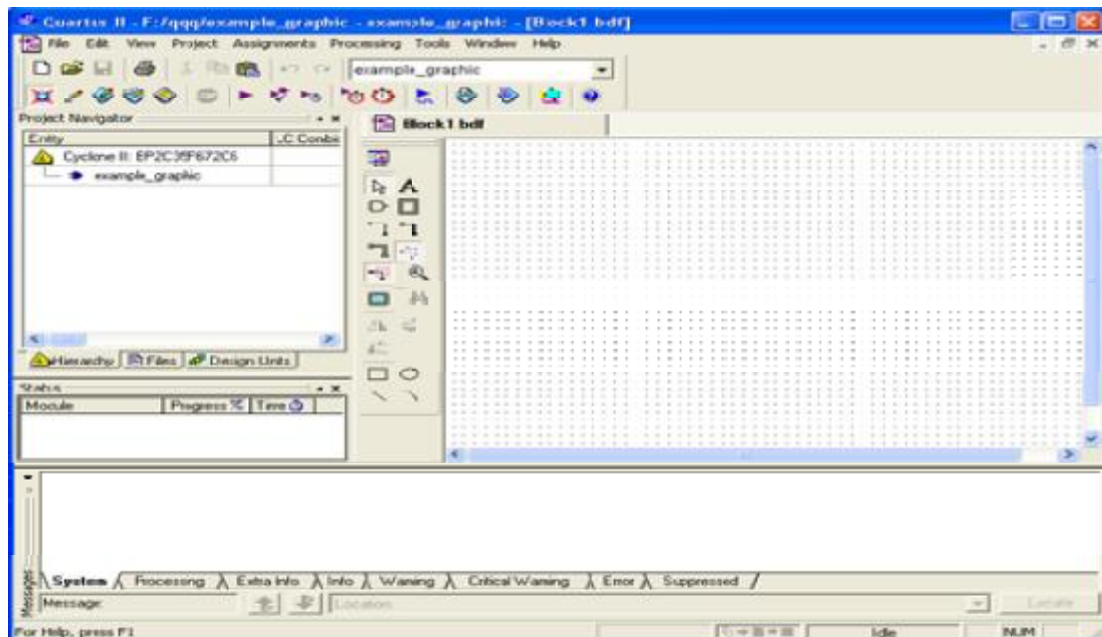 Quartus II - F:/qqq/example_graphic - example_graphic - [Block1.bdf]
File Edit View Project Assignments Processing Tools Window Help
example_graphic
Project Navigator
Block1.bdf
Entity
Cyclone II: EP2C35F672C6
example_graphic
Hierarchy Files Design Units
Status
Module Progress % Time
System Processing Extra Info Info Warning Critical Warning Error Suppressed
Messages
Message: Location: Locate
For Help, press F1 Idle NUM